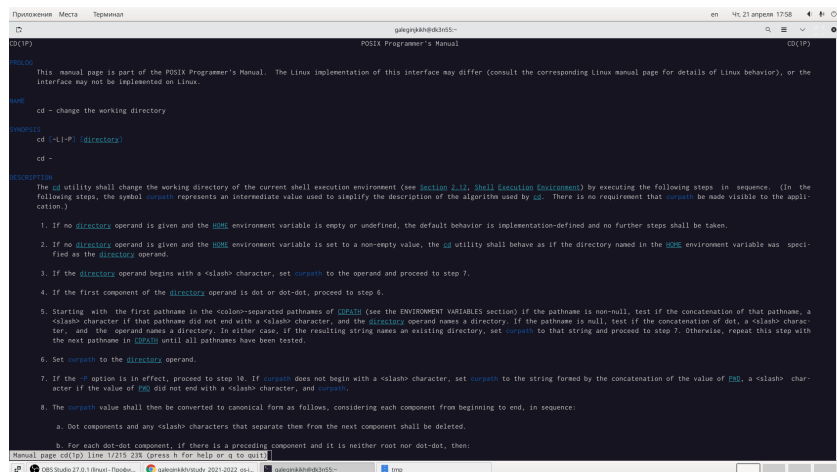 Приложения Места Терминал en Чт, 21 апреля 17:58
galeginjkikh@dk3n55:~
CD(1P) POSIX Programmer's Manual CD(1P)
PROLOG
This manual page is part of the POSIX Programmer's Manual. The Linux implementation of this interface may differ (consult the corresponding Linux manual page for details of Linux behavior), or the
interface may not be implemented on Linux.
NAME
cd - change the working directory
SYNOPSIS
cd [-L|-P] [directory]
cd -
DESCRIPTION
The cd utility shall change the working directory of the current shell execution environment (see Section 2.12, Shell Execution Environment) by executing the following steps in sequence. (In the
following steps, the symbol curpath represents an intermediate value used to simplify the description of the algorithm used by cd. There is no requirement that curpath be made visible to the appli-
cation.)
1. If no directory operand is given and the HOME environment variable is empty or undefined, the default behavior is implementation-defined and no further steps shall be taken.
2. If no directory operand is given and the HOME environment variable is set to a non-empty value, the cd utility shall behave as if the directory named in the HOME environment variable was speci-
fied as the directory operand.
3. If the directory operand begins with a <slash> character, set curpath to the operand and proceed to step 7.
4. If the first component of the directory operand is dot or dot-dot, proceed to step 6.
5. Starting with the first pathname in the <colon>-separated pathnames of CDPATH (see the ENVIRONMENT VARIABLES section) if the pathname is non-null, test if the concatenation of that pathname, a
<slash> character if that pathname did not end with a <slash> character, and the directory operand names a directory. If the pathname is null, test if the concatenation of dot, a <slash> charac-
ter, and the operand names a directory. In either case, if the resulting string names an existing directory, set curpath to that string and proceed to step 7. Otherwise, repeat this step with
the next pathname in CDPATH until all pathnames have been tested.
6. Set curpath to the directory operand.
7. If the -P option is in effect, proceed to step 10. If curpath does not begin with a <slash> character, set curpath to the string formed by the concatenation of the value of PWD, a <slash> char-
acter if the value of PWD did not end with a <slash> character, and curpath.
8. The curpath value shall then be converted to canonical form as follows, considering each component from beginning to end, in sequence:
a. Dot components and any <slash> characters that separate them from the next component shall be deleted.
b. For each dot-dot component, if there is a preceding component and it is neither root nor dot-dot, then:
Manual page cd(1p) line 1/215 23% (press h for help or q to quit)
OBS Studio 27.0.1 (linux) - Профи... galeginkikh/study_2021-2022_os-i... galeginkikh@dk3n55:~ tmp